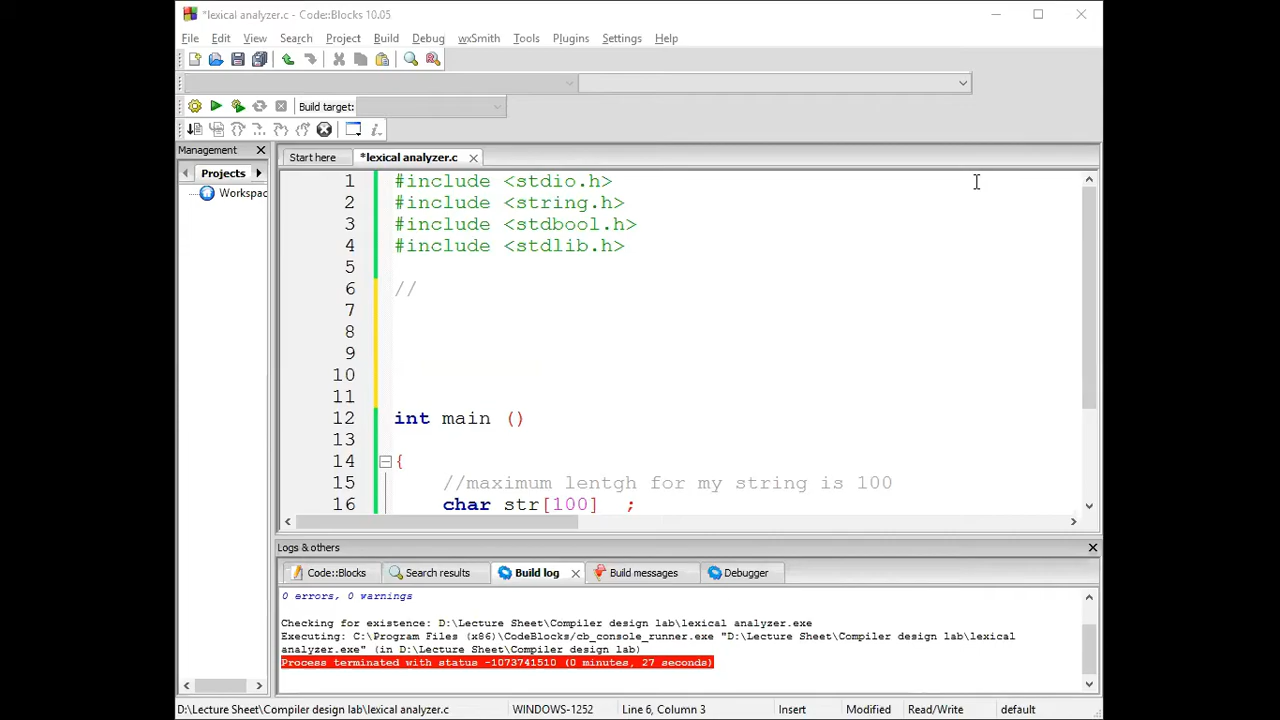 *lexical analyzer.c - Code::Blocks 10.05
File Edit View Search Project Build Debug wxSmith Tools Plugins Settings Help
Build target:
Management
Start here *lexical analyzer.c
Projects
Workspac
1 #include <stdio.h>
2 #include <string.h>
3 #include <stdbool.h>
4 #include <stdlib.h>
5
6 //
7
8
9
10
11
12 int main ()
13
14 {
15 //maximum lentgh for my string is 100
16 char str[100] ;
Logs & others
Code::Blocks Search results Build log Build messages Debugger
0 errors, 0 warnings
Checking for existence: D:\Lecture Sheet\Compiler design lab\lexical analyzer.exe
Executing: C:\Program Files (x86)\CodeBlocks/cb_console_runner.exe "D:\Lecture Sheet\Compiler design lab\lexical
analyzer.exe" (in D:\Lecture Sheet\Compiler design lab)
Process terminated with status -1073741510 (0 minutes, 27 seconds)
D:\Lecture Sheet\Compiler design lab\lexical analyzer.c WINDOWS-1252 Line 6, Column 3 Insert Modified Read/Write default